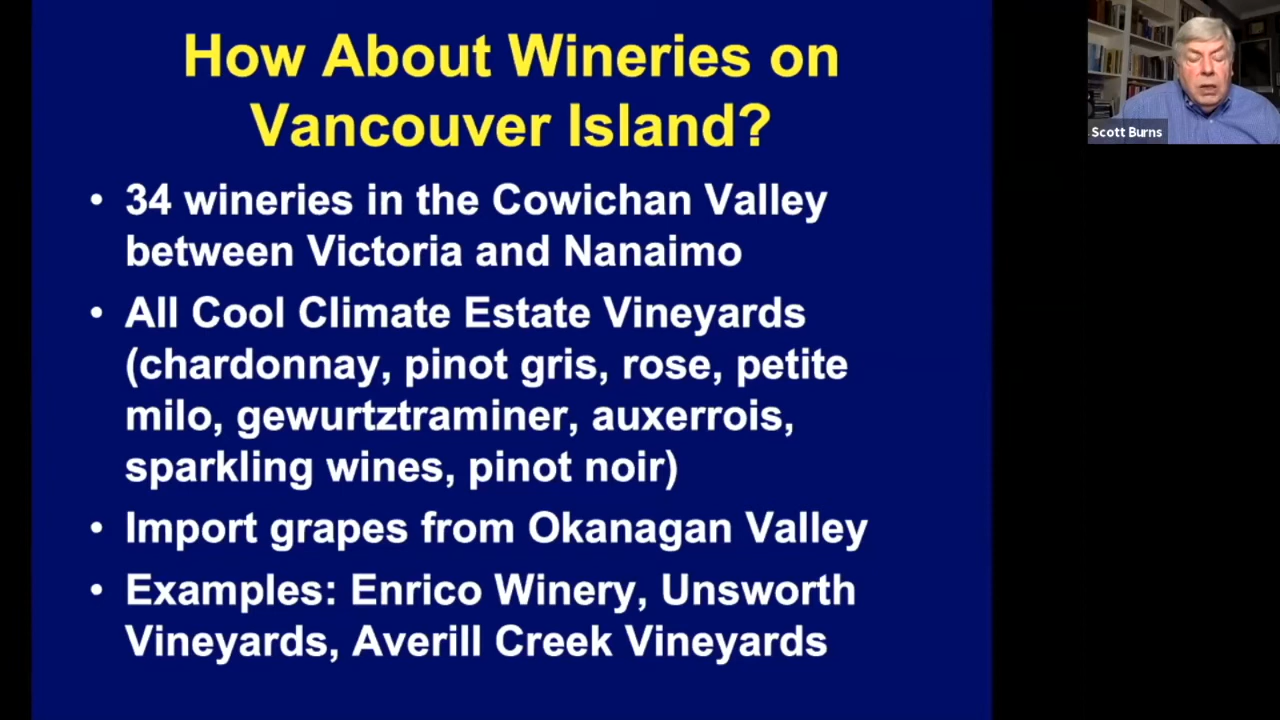 How About Wineries on
Vancouver Island?
• 34 wineries in the Cowichan Valley
between Victoria and Nanaimo
• All Cool Climate Estate Vineyards
(chardonnay, pinot gris, rose, petite
milo, gewurtztraminer, auxerrois,
sparkling wines, pinot noir)
• Import grapes from Okanagan Valley
• Examples: Enrico Winery, Unsworth
Vineyards, Averill Creek Vineyards
Scott Burns